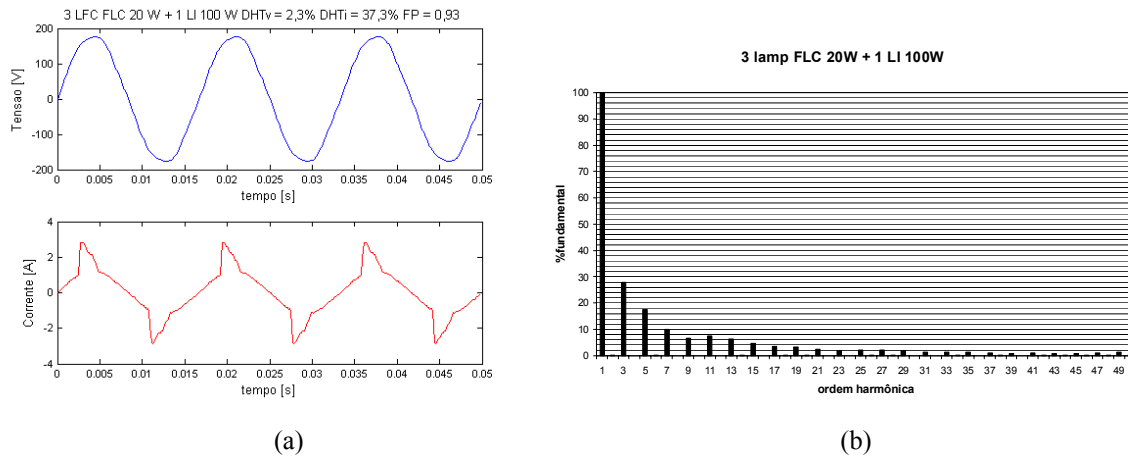 3 LFC FLC 20 W + 1 LI 100 W DHTv = 2,3% DHTi = 37,3% FP = 0,93
200
100
0
-100
-200
Tensao [V]
0 0.005 0.01 0.015 0.02 0.025 0.03 0.035 0.04 0.045 0.05
tempo [s]
4
2
0
-2
-4
Corrente [A]
0 0.005 0.01 0.015 0.02 0.025 0.03 0.035 0.04 0.045 0.05
tempo [s]
(a)
3 lamp FLC 20W + 1 LI 100W
100
90
80
70
60
50
40
30
20
10
0
%fundamental
1 3 5 7 9 11 13 15 17 19 21 23 25 27 29 31 33 35 37 39 41 43 45 47 49
ordem harmônica
(b)